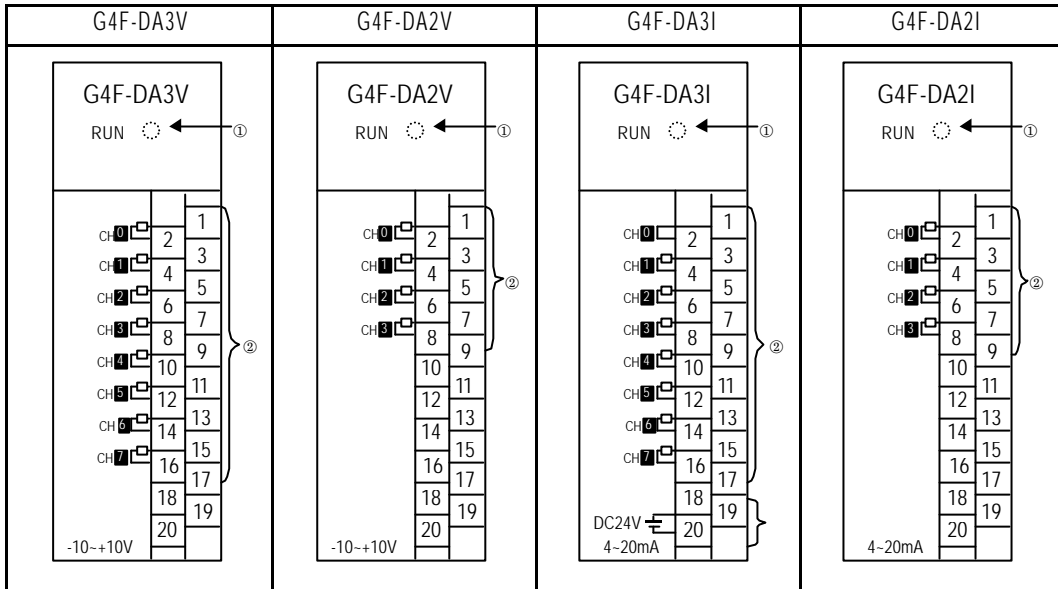 G4F-DA3V G4F-DA2V G4F-DA3I G4F-DA2I
G4F-DA3V
RUN ①
CH0
CH1
CH2
CH3
CH4
CH5
CH6
CH7
1
2
3
4
5
6
7
8
9
10
11
12
13
14
15
16
17
18
19
20
②
-10~+10V
G4F-DA2V
RUN ①
CH0
CH1
CH2
CH3
1
2
3
4
5
6
7
8
9
10
11
12
13
14
15
16
17
18
19
20
②
-10~+10V
G4F-DA3I
RUN ①
CH0
CH1
CH2
CH3
CH4
CH5
CH6
CH7
1
2
3
4
5
6
7
8
9
10
11
12
13
14
15
16
17
18
19
20
②
DC24V
4~20mA
G4F-DA2I
RUN ①
CH0
CH1
CH2
CH3
1
2
3
4
5
6
7
8
9
10
11
12
13
14
15
16
17
18
19
20
②
4~20mA